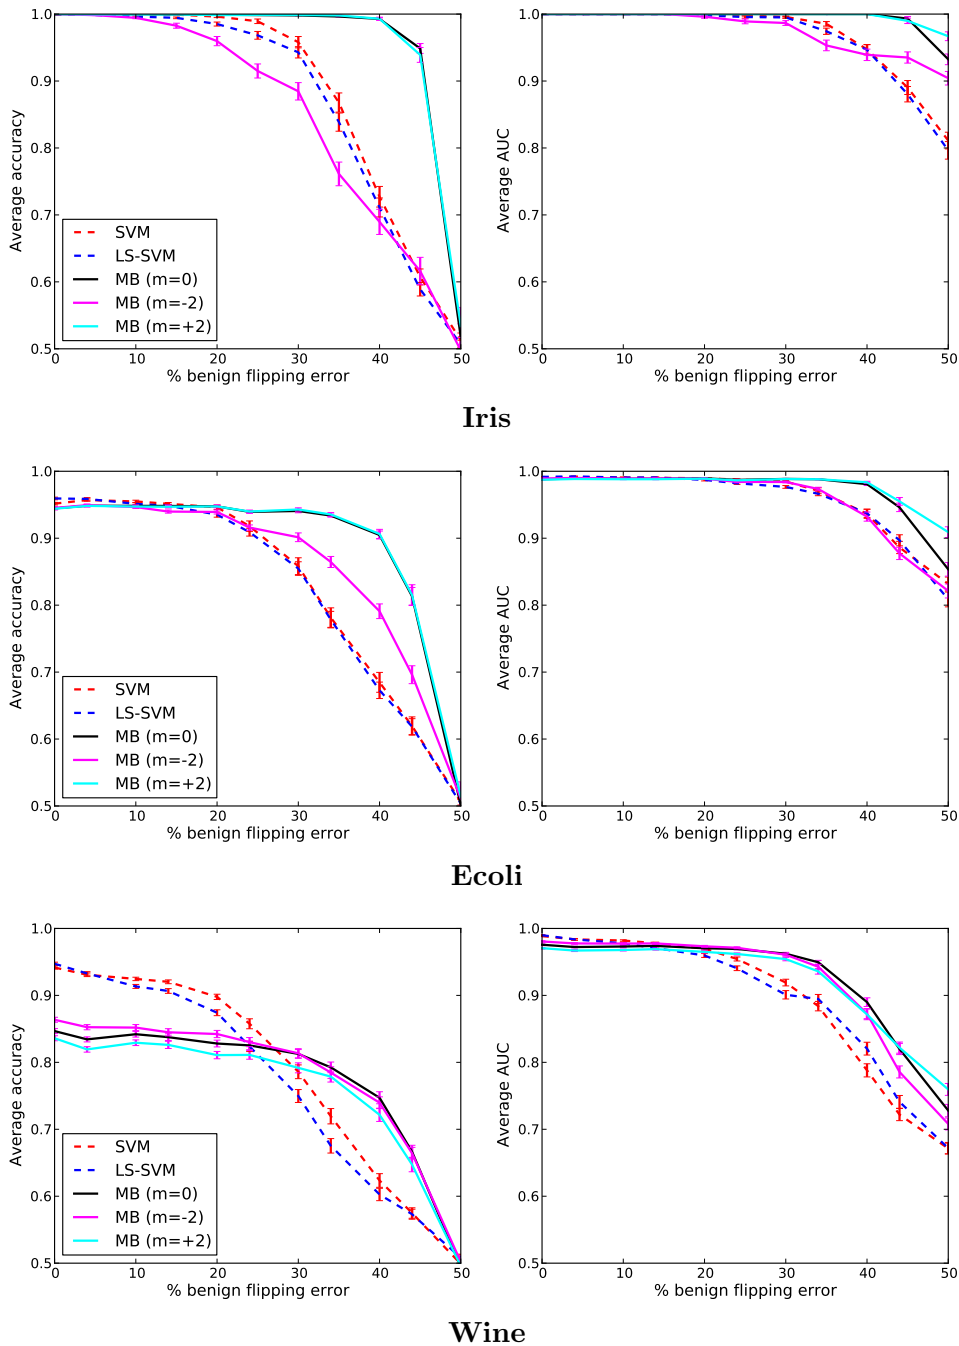 1.0
0.9
0.8
0.7
0.6
0.5
Average accuracy
SVM
LS-SVM
MB (m=0)
MB (m=-2)
MB (m=+2)
0 10 20 30 40 50
% benign flipping error
1.0
0.9
0.8
0.7
0.6
0.5
Average AUC
0 10 20 30 40 50
% benign flipping error
Iris
1.0
0.9
0.8
0.7
0.6
0.5
Average accuracy
SVM
LS-SVM
MB (m=0)
MB (m=-2)
MB (m=+2)
0 10 20 30 40 50
% benign flipping error
1.0
0.9
0.8
0.7
0.6
0.5
Average AUC
0 10 20 30 40 50
% benign flipping error
Ecoli
1.0
0.9
0.8
0.7
0.6
0.5
Average accuracy
SVM
LS-SVM
MB (m=0)
MB (m=-2)
MB (m=+2)
0 10 20 30 40 50
% benign flipping error
1.0
0.9
0.8
0.7
0.6
0.5
Average AUC
0 10 20 30 40 50
% benign flipping error
Wine